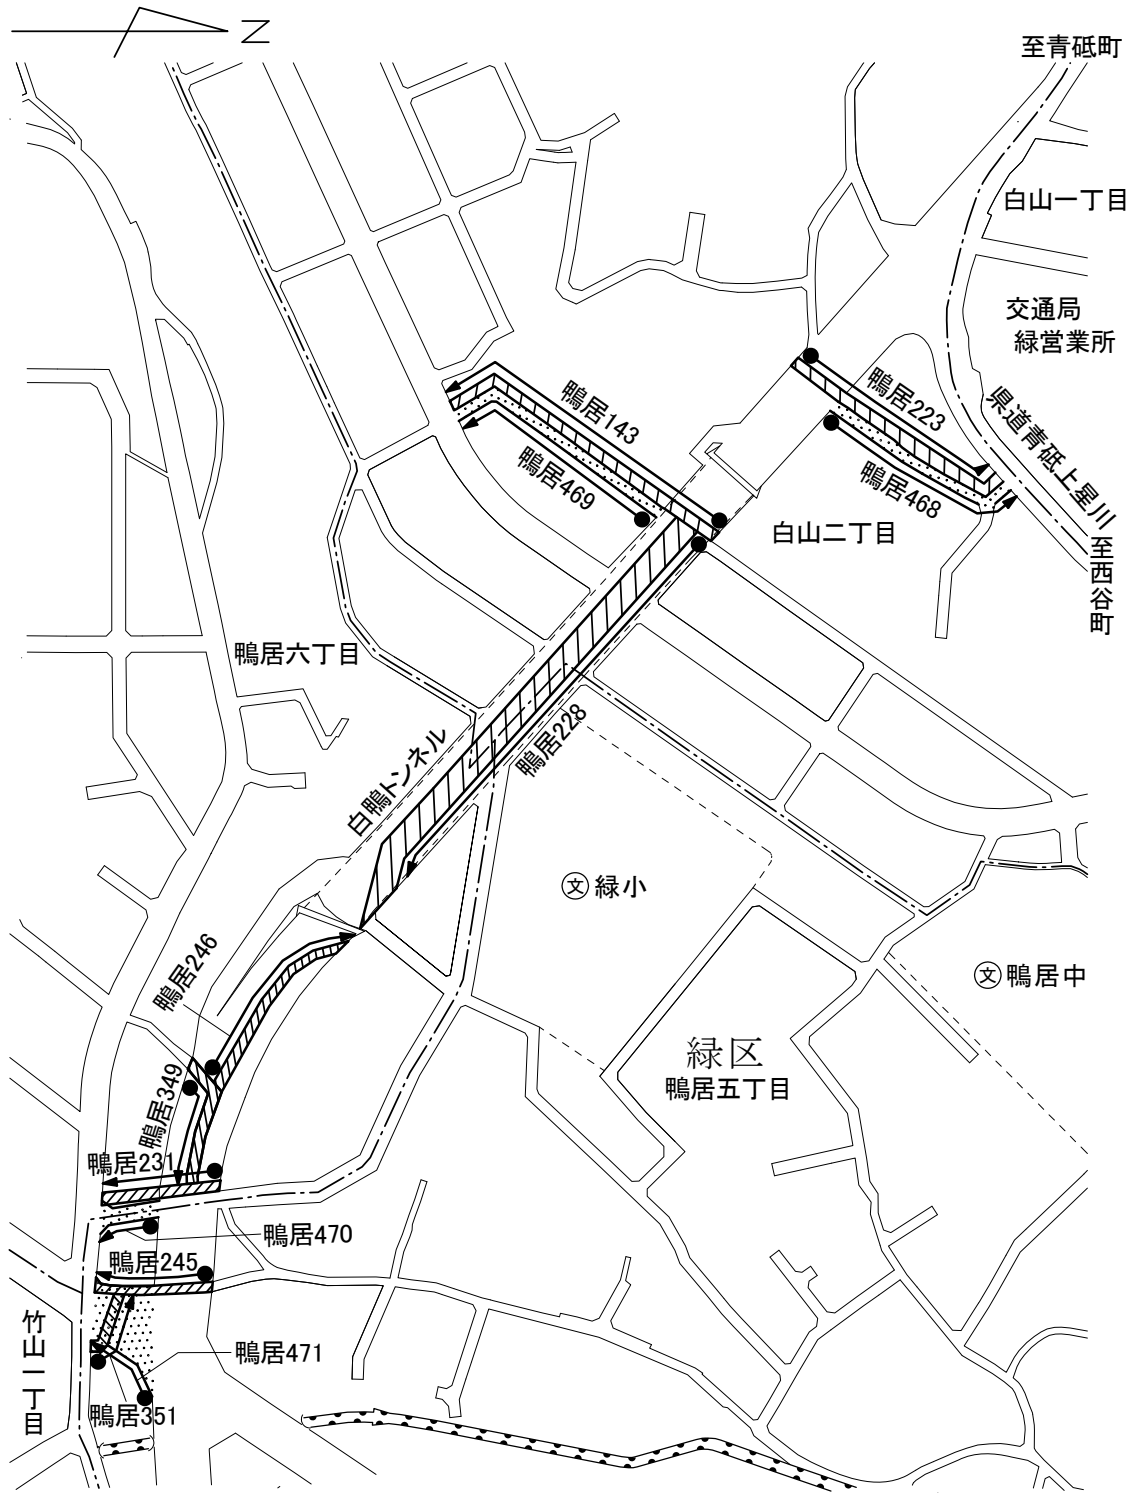 N
至青砥町
白山一丁目
交通局
緑営業所
鴨居143
鴨居223
県道青砥上星川
鴨居469
鴨居468
白山二丁目
至西谷町
鴨居六丁目
鴨居228
白鴨トンネル
文緑小
鴨居246
文鴨居中
緑区
鴨居五丁目
鴨居349
鴨居231
鴨居470
鴨居245
竹山一丁目
鴨居471
鴨居351